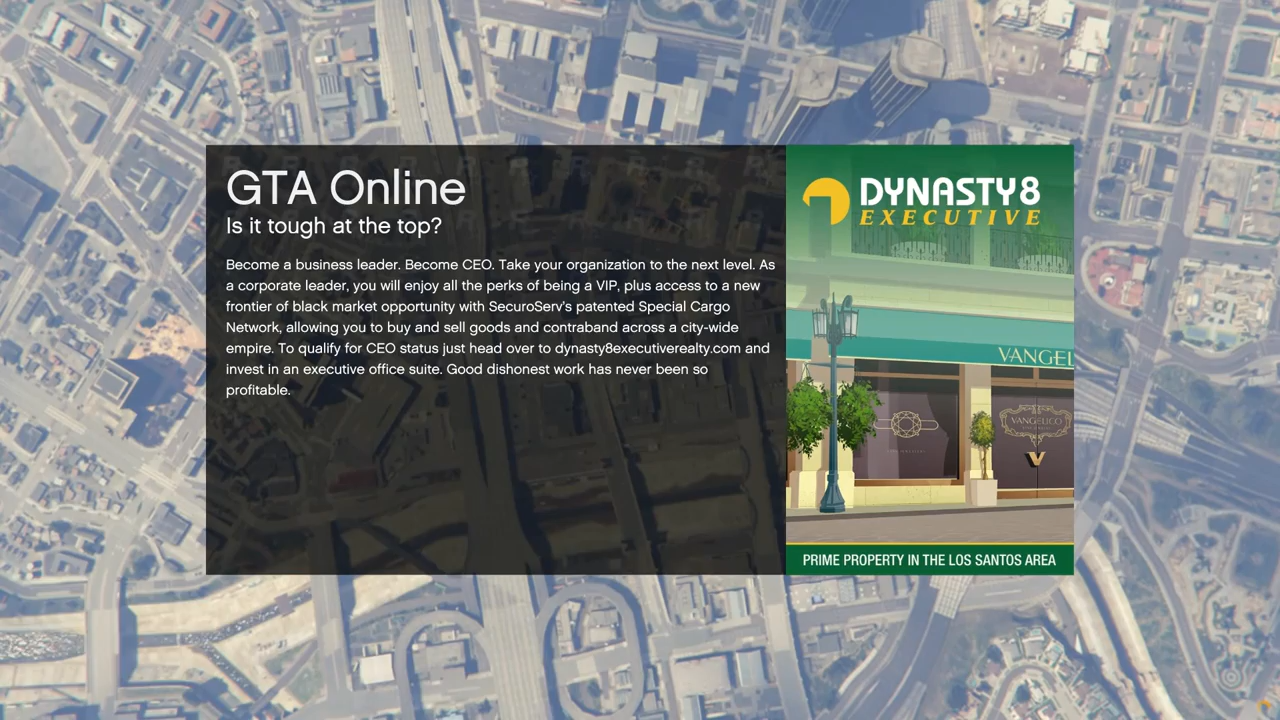 GTA Online
Is it tough at the top?
Become a business leader. Become CEO. Take your organization to the next level. As
a corporate leader, you will enjoy all the perks of being a VIP, plus access to a new
frontier of black market opportunity with SecuroServ's patented Special Cargo
Network, allowing you to buy and sell goods and contraband across a city-wide
empire. To qualify for CEO status just head over to dynasty8executiverealty.com and
invest in an executive office suite. Good dishonest work has never been so
profitable.
DYNASTY8
EXECUTIVE
VANGEL
VANGELICO
PRIME PROPERTY IN THE LOS SANTOS AREA